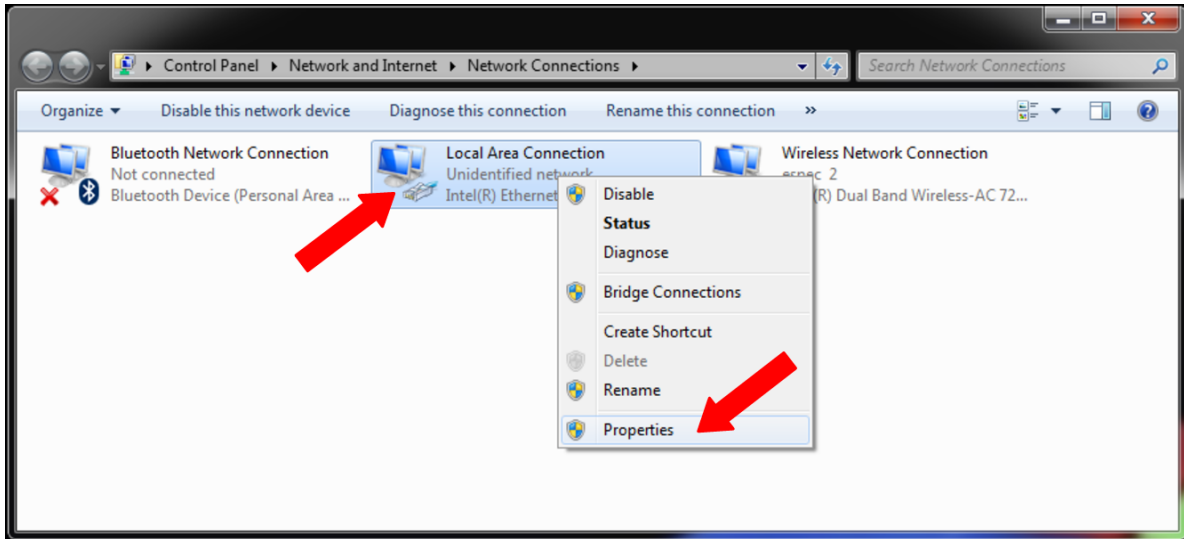 Control Panel Network and Internet Network Connections
Search Network Connections
Organize Disable this network device Diagnose this connection Rename this connection »
Bluetooth Network Connection
Not connected
Bluetooth Device (Personal Area ...
Local Area Connection
Unidentified network
Intel(R) Ethernet
Wireless Network Connection
espec 2
(R) Dual Band Wireless-AC 72...
Disable
Status
Diagnose
Bridge Connections
Create Shortcut
Delete
Rename
Properties